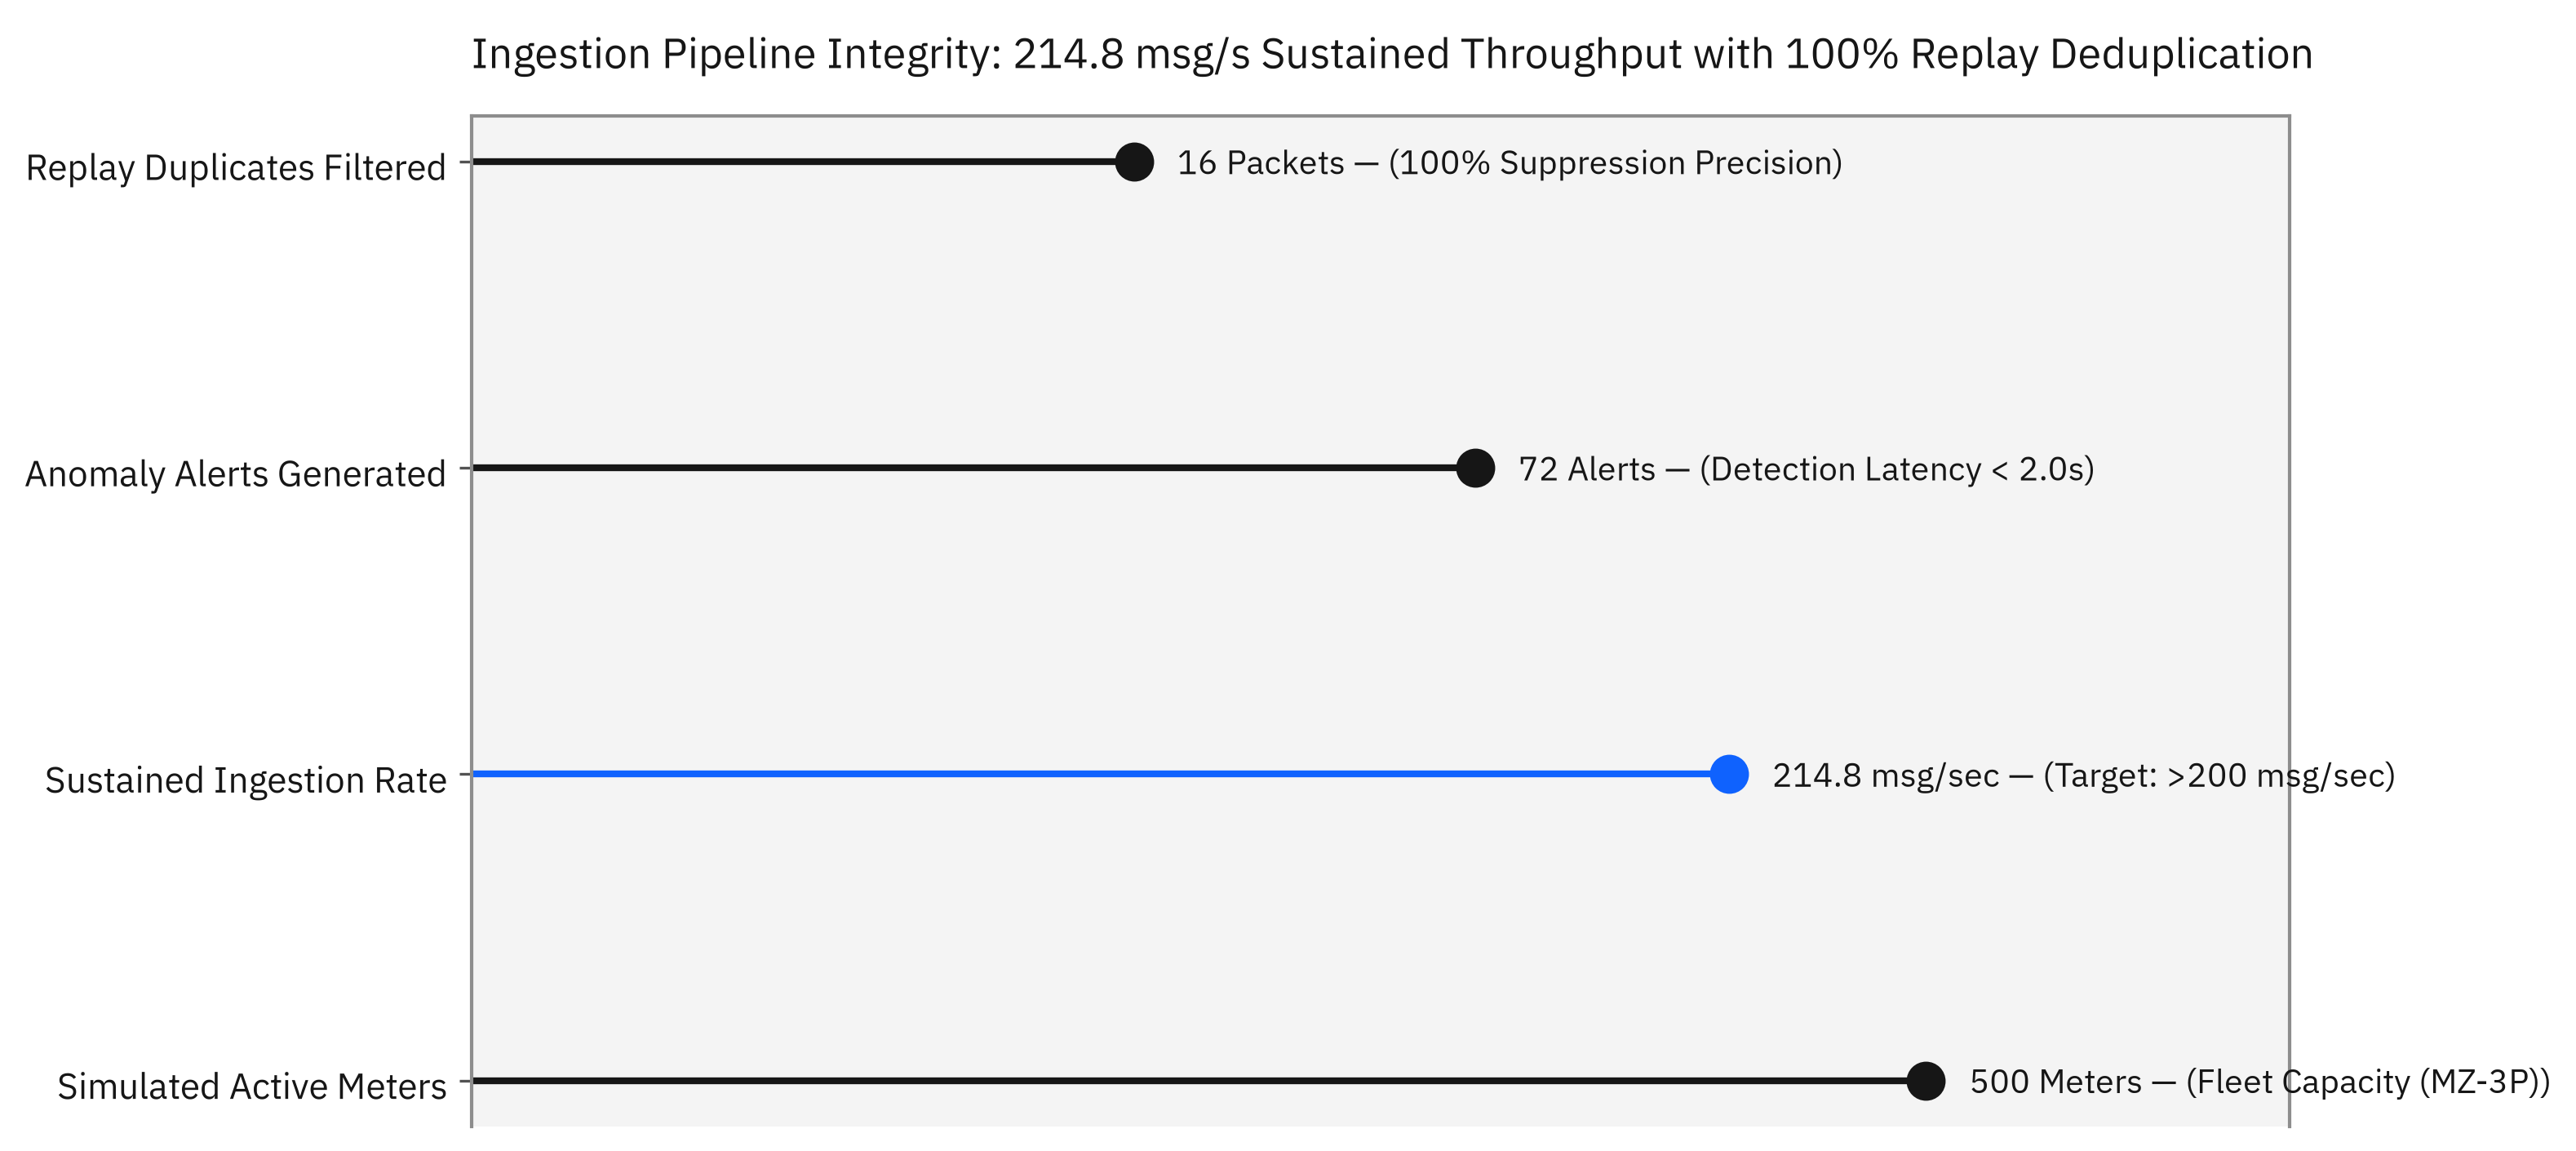 Ingestion Pipeline Integrity: 214.8 msg/s Sustained Throughput with 100% Replay Deduplication
Replay Duplicates Filtered
16 Packets — (100% Suppression Precision)
Anomaly Alerts Generated
72 Alerts — (Detection Latency < 2.0s)
Sustained Ingestion Rate
214.8 msg/sec — (Target: >200 msg/sec)
Simulated Active Meters
500 Meters — (Fleet Capacity (MZ-3P))